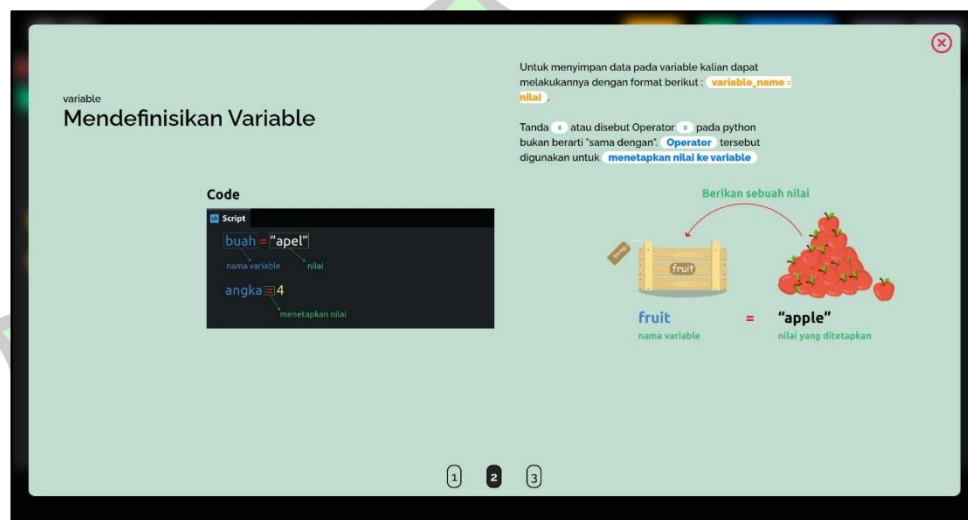 variable
Mendefinisikan Variable
Untuk menyimpan data pada variable kalian dapat
melakukannya dengan format berikut : variable_name =
nilai .
Tanda = atau disebut Operator = pada python
bukan berarti "sama dengan". Operator tersebut
digunakan untuk menetapkan nilai ke variable
Code
Script
buah = "apel"
nama variable nilai
angka = 4
menetapkan nilai
Berikan sebuah nilai
fruit
fruit = "apple"
nama variable nilai yang ditetapkan
1 2 3